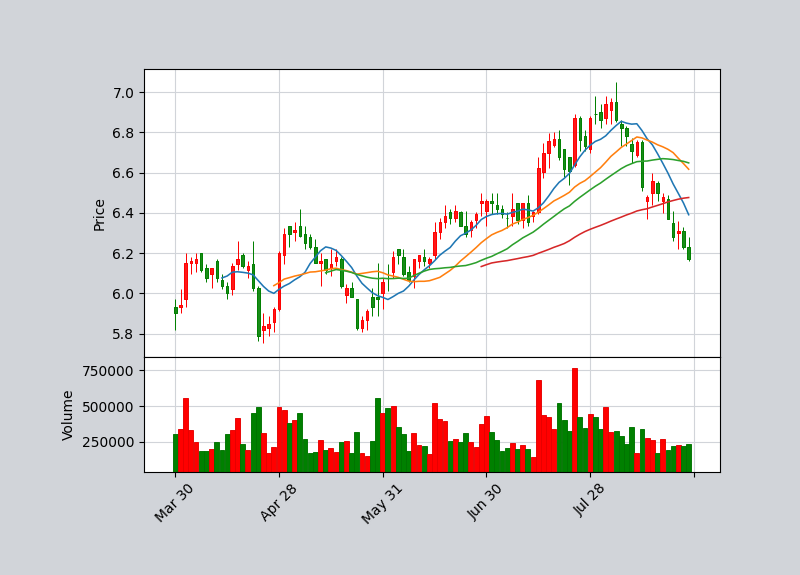 7.0
6.8
6.6
6.4
6.2
6.0
5.8
Price
750000
500000
250000
Volume
Mar 30
Apr 28
May 31
Jun 30
Jul 28